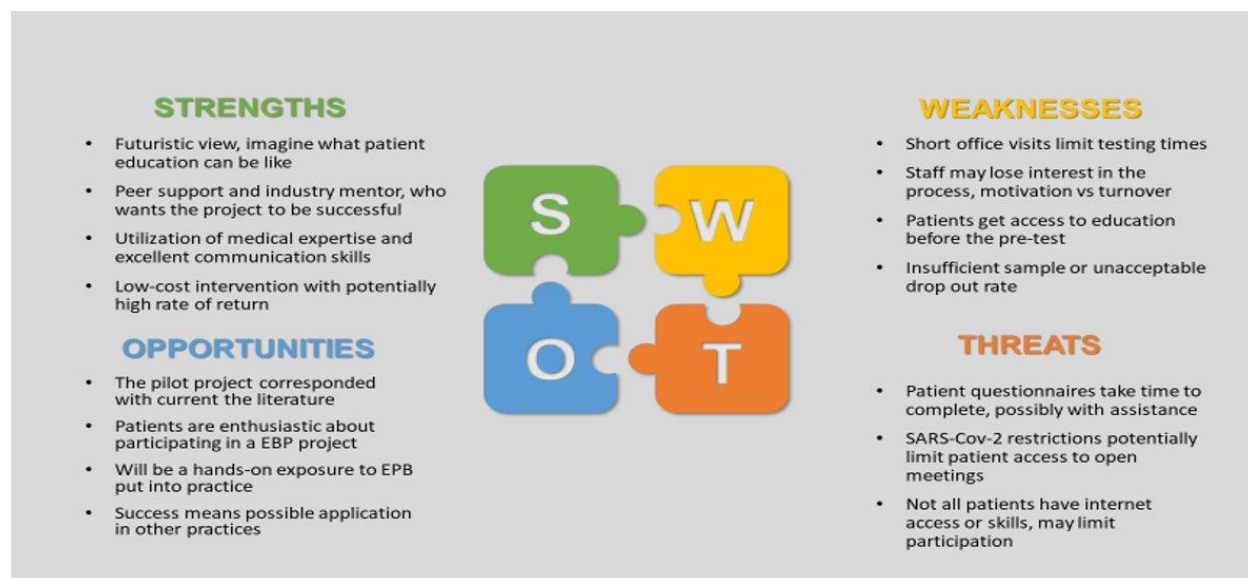 STRENGTHS
• Futuristic view, imagine what patient
education can be like
• Peer support and industry mentor, who
wants the project to be successful
• Utilization of medical expertise and
excellent communication skills
• Low-cost intervention with potentially
high rate of return
OPPORTUNITIES
• The pilot project corresponded
with current the literature
• Patients are enthusiastic about
participating in a EBP project
• Will be a hands-on exposure to EPB
put into practice
• Success means possible application
in other practices
S
W
O
T
WEAKNESSES
• Short office visits limit testing times
• Staff may lose interest in the
process, motivation vs turnover
• Patients get access to education
before the pre-test
• Insufficient sample or unacceptable
drop out rate
THREATS
• Patient questionnaires take time to
complete, possibly with assistance
• SARS-Cov-2 restrictions potentially
limit patient access to open
meetings
• Not all patients have internet
access or skills, may limit
participation